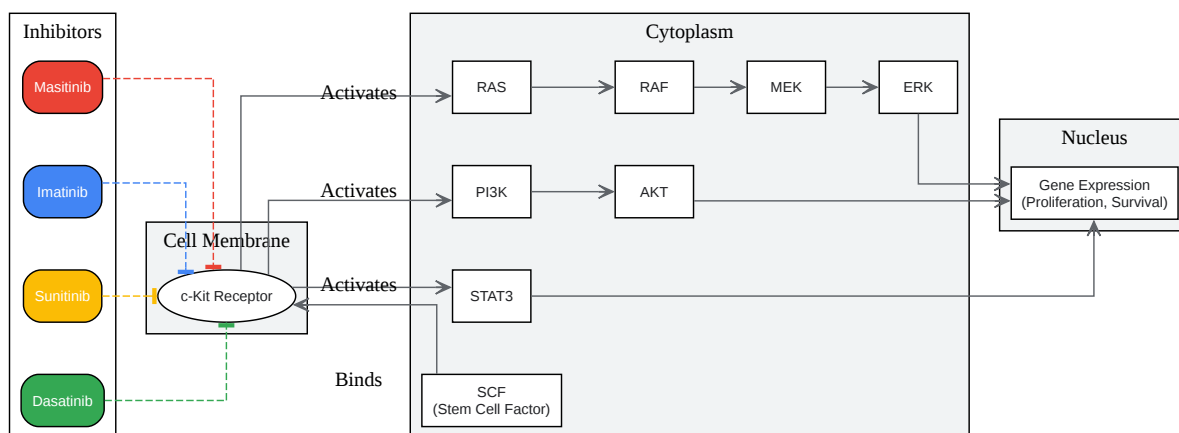 Inhibitors
Cytoplasm
Masitinib
Activates
RAS
RAF
MEK
ERK
Nucleus
Imatinib
Activates
PI3K
AKT
Gene Expression
(Proliferation, Survival)
Cell Membrane
Sunitinib
c-Kit Receptor
Activates
STAT3
Binds
SCF
(Stem Cell Factor)
Dasatinib